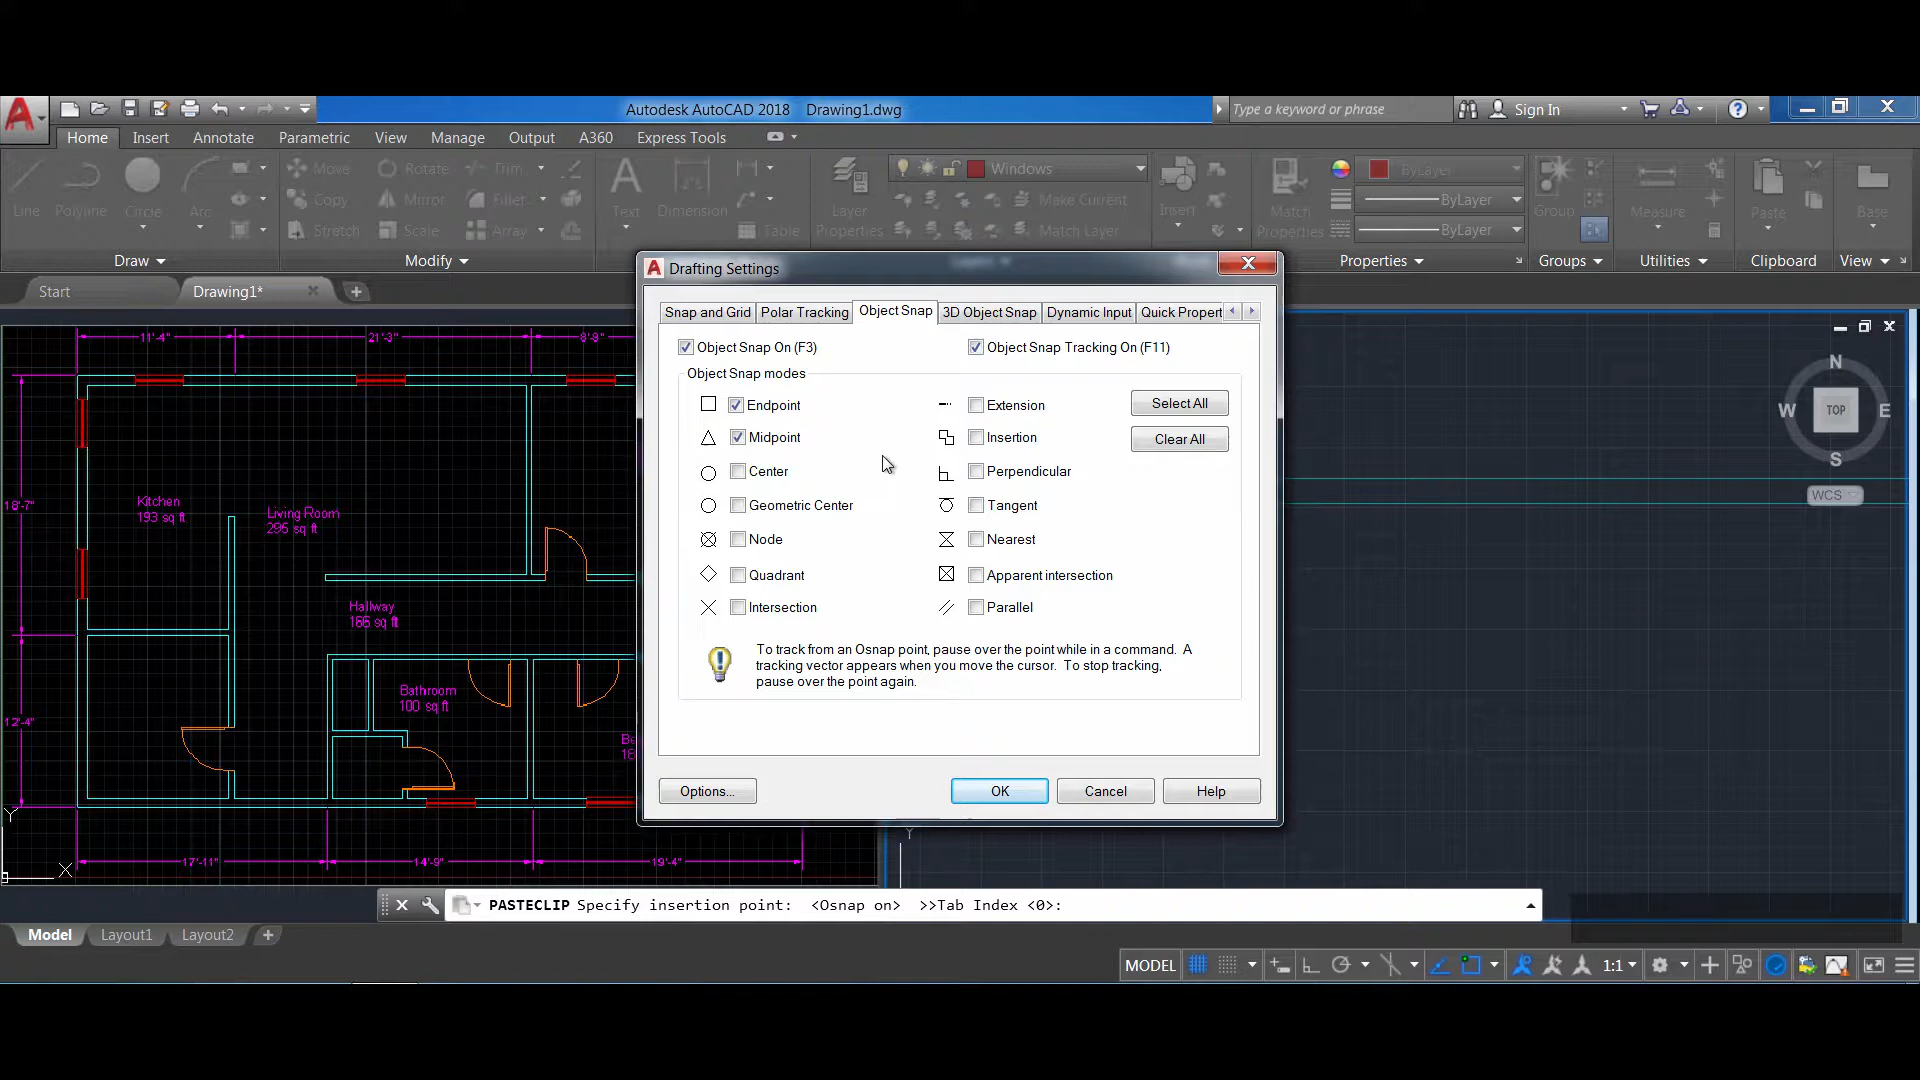 Autodesk AutoCAD 2018 Drawing1.dwg
Type a keyword or phrase
Sign In
Home Insert Annotate Parametric View Manage Output A360 Express Tools
Line
Polyline
Circle
Arc
Move
Copy
Stretch
Rotate
Mirror
Scale
Trim
Fillet
Array
Text
Dimension
Table
Layer
Properties
Windows
Make Current
Match Layer
Insert
Match
Properties
ByLayer
ByLayer
ByLayer
Group
Measure
Paste
Base
Draw
Modify
Properties
Groups
Utilities
Clipboard
View
Start
Drawing1*
Drafting Settings
Snap and Grid
Polar Tracking
Object Snap
3D Object Snap
Dynamic Input
Quick Propert
Object Snap On (F3)
Object Snap Tracking On (F11)
Object Snap modes
Endpoint
Midpoint
Center
Geometric Center
Node
Quadrant
Intersection
Extension
Insertion
Perpendicular
Tangent
Nearest
Apparent intersection
Parallel
Select All
Clear All
To track from an Osnap point, pause over the point while in a command. A
tracking vector appears when you move the cursor. To stop tracking,
pause over the point again.
Options...
OK
Cancel
Help
11'-4"
21'-3"
18'-7"
12'-4"
Kitchen
193 sq ft
Living Room
295 sq ft
Hallway
Bathroom
100 sq ft
Be
17'-11"
14'-9"
19'-4"
Y
X
Y
N
W
TOP
E
S
WCS
PASTECLIP Specify insertion point: <Osnap on> >>Tab Index <0>:
Model
Layout1
Layout2
MODEL
1:1